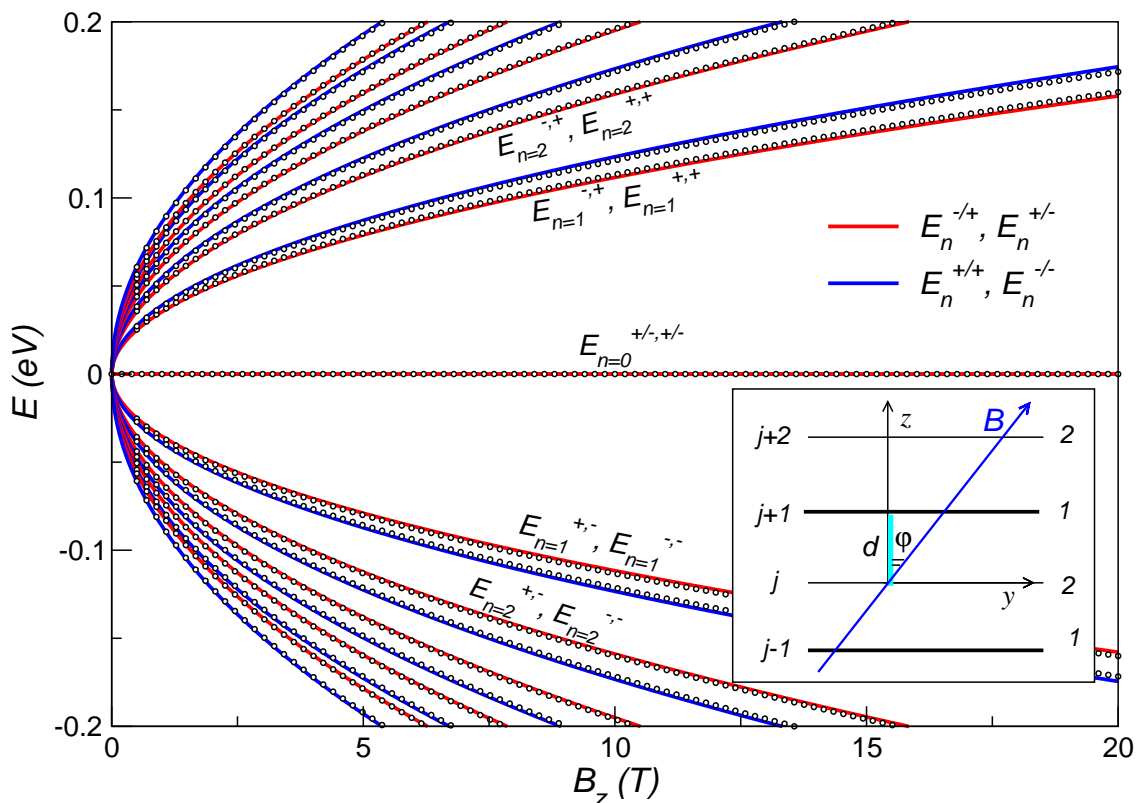 0.2
0.1
0
-0.1
-0.2
E (eV)
0
5
10
15
20
B_z (T)
E_{n=2}^{-,+}, E_{n=2}^{+,+}
E_{n=1}^{-,+}, E_{n=1}^{+,+}
E_n^{-/+}, E_n^{+/-}
E_n^{+/+}, E_n^{-/-}
E_{n=0}^{+/-,+/-}
E_{n=1}^{+,-}, E_{n=1}^{-,-}
E_{n=2}^{+,-}, E_{n=2}^{-,-}
z
B
j+2
2
j+1
1
d
φ
j
y
2
j-1
1